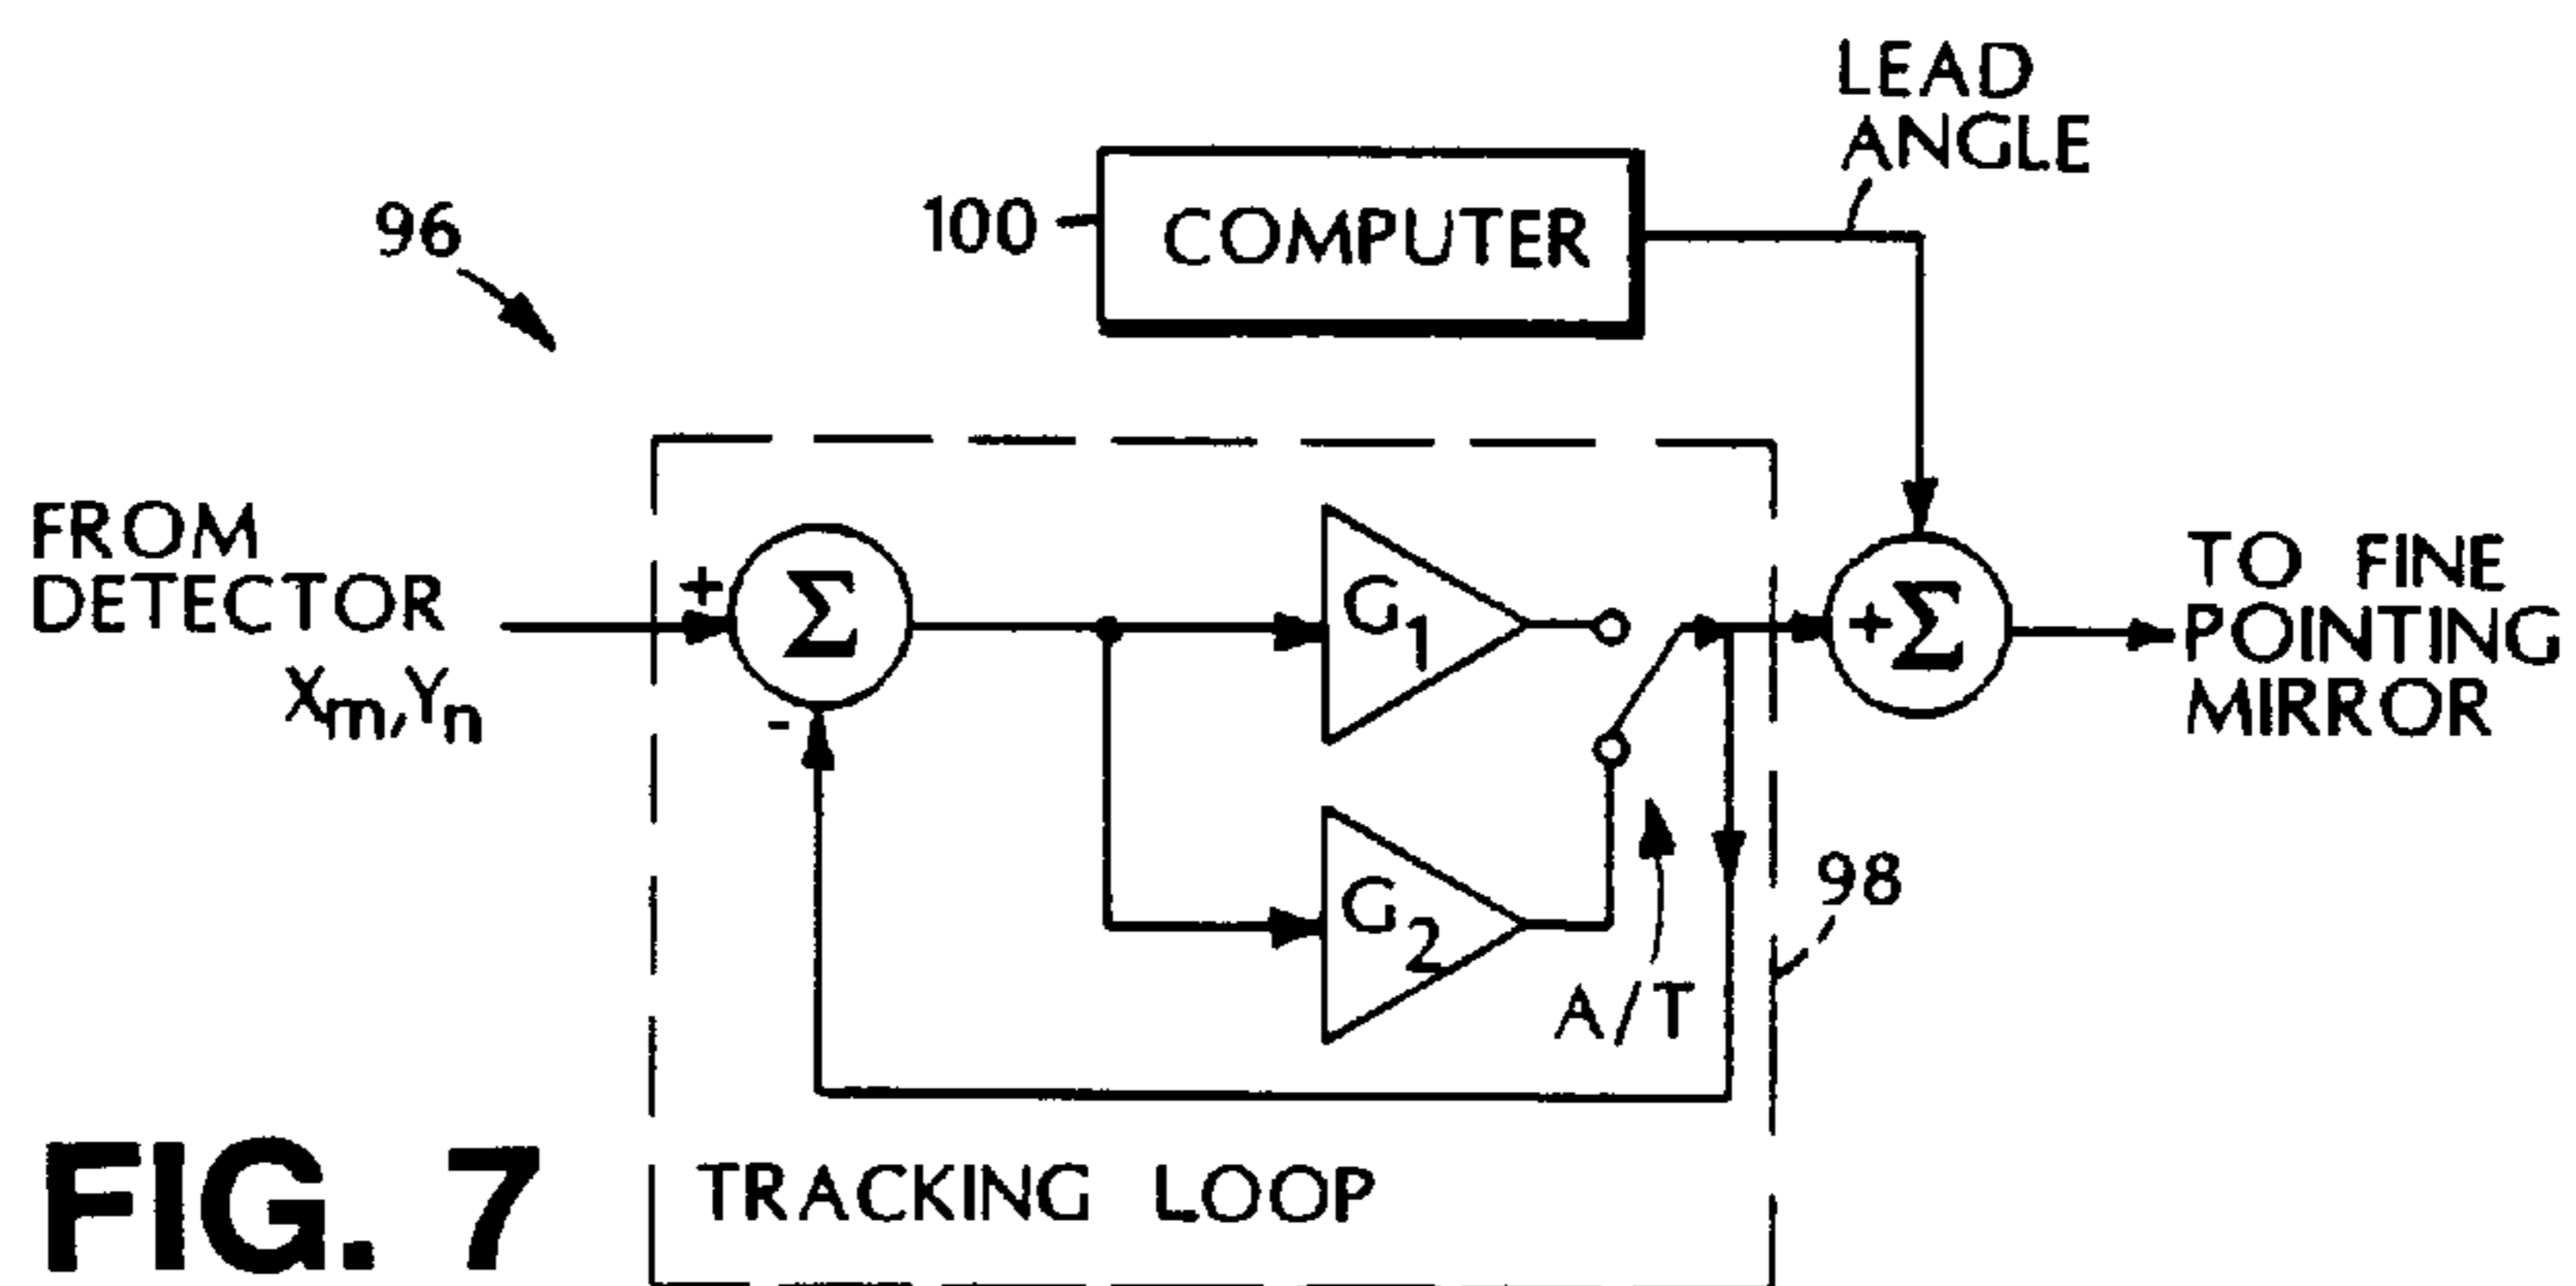 LEAD
ANGLE
96
100
COMPUTER
FROM
DETECTOR
Xm,Yn
+
Σ
-
G1
G2
A/T
+Σ
TO FINE
POINTING
MIRROR
98
TRACKING LOOP
FIG. 7